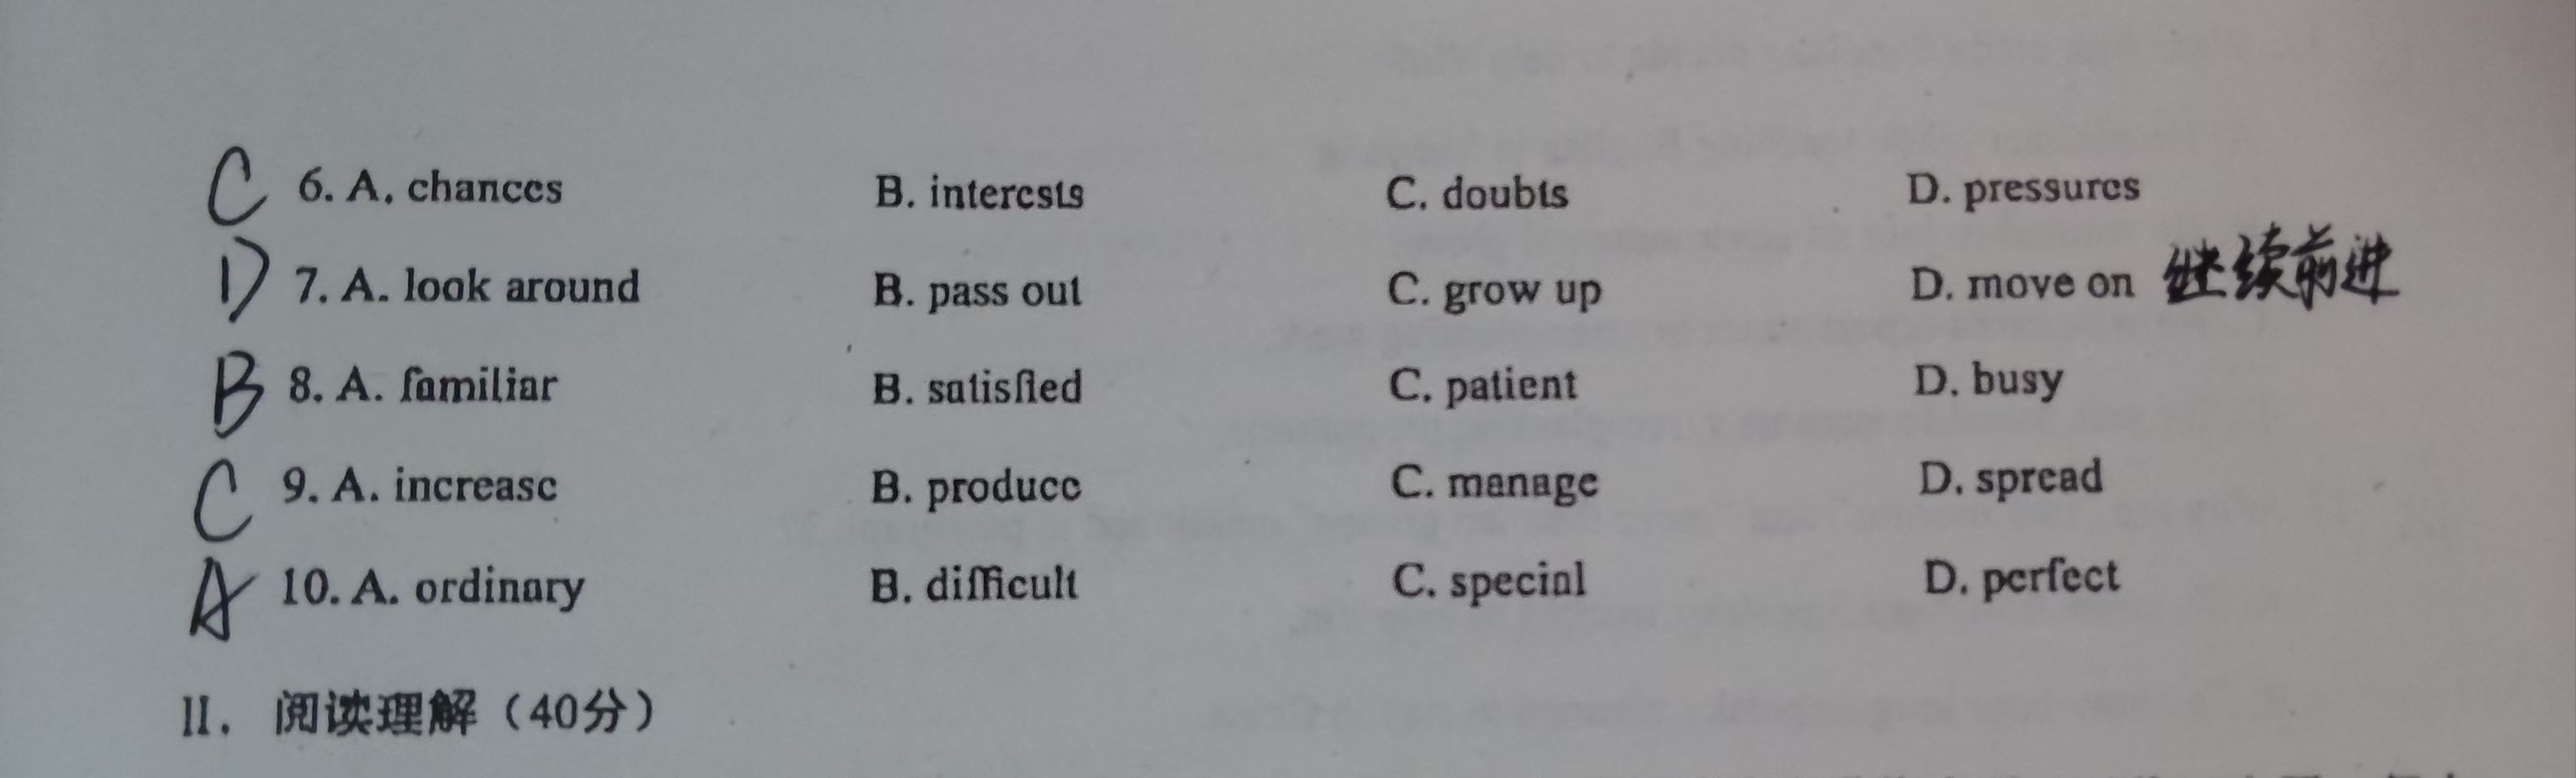 C 6. A. chances B. interests C. doubts D. pressures
D 7. A. look around B. pass out C. grow up D. move on 继续前进
B 8. A. familiar B. satisfied C. patient D. busy
C 9. A. increase B. produce C. manage D. spread
A 10. A. ordinary B. difficult C. special D. perfect
II. 阅读理解（40分）